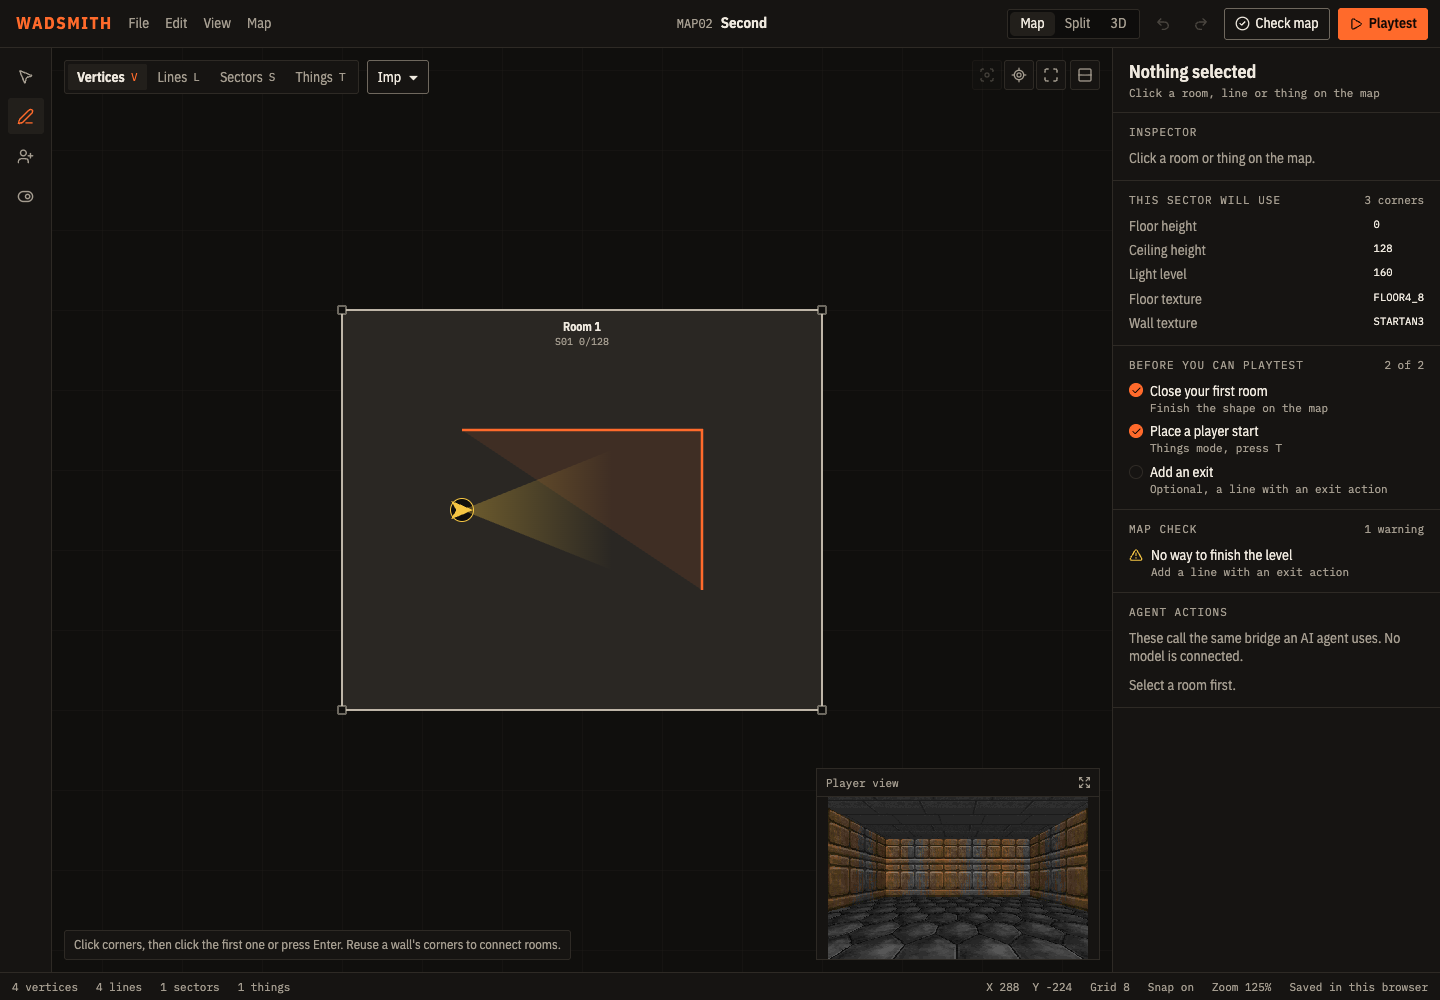 WADSMITH File Edit View Map MAP02 Second Map Split 3D Check map Playtest
Vertices V Lines L Sectors S Things T Imp
Nothing selected
Click a room, line or thing on the map
INSPECTOR
Click a room or thing on the map.
THIS SECTOR WILL USE 3 corners
Floor height 0
Ceiling height 128
Light level 160
Floor texture FLOOR4_8
Wall texture STARTAN3
BEFORE YOU CAN PLAYTEST 2 of 2
Close your first room
Finish the shape on the map
Place a player start
Things mode, press T
Add an exit
Optional, a line with an exit action
MAP CHECK 1 warning
No way to finish the level
Add a line with an exit action
AGENT ACTIONS
These call the same bridge an AI agent uses. No
model is connected.
Select a room first.
Room 1
S01 0/128
Player view
Click corners, then click the first one or press Enter. Reuse a wall's corners to connect rooms.
4 vertices 4 lines 1 sectors 1 things X 288 Y -224 Grid 8 Snap on Zoom 125% Saved in this browser